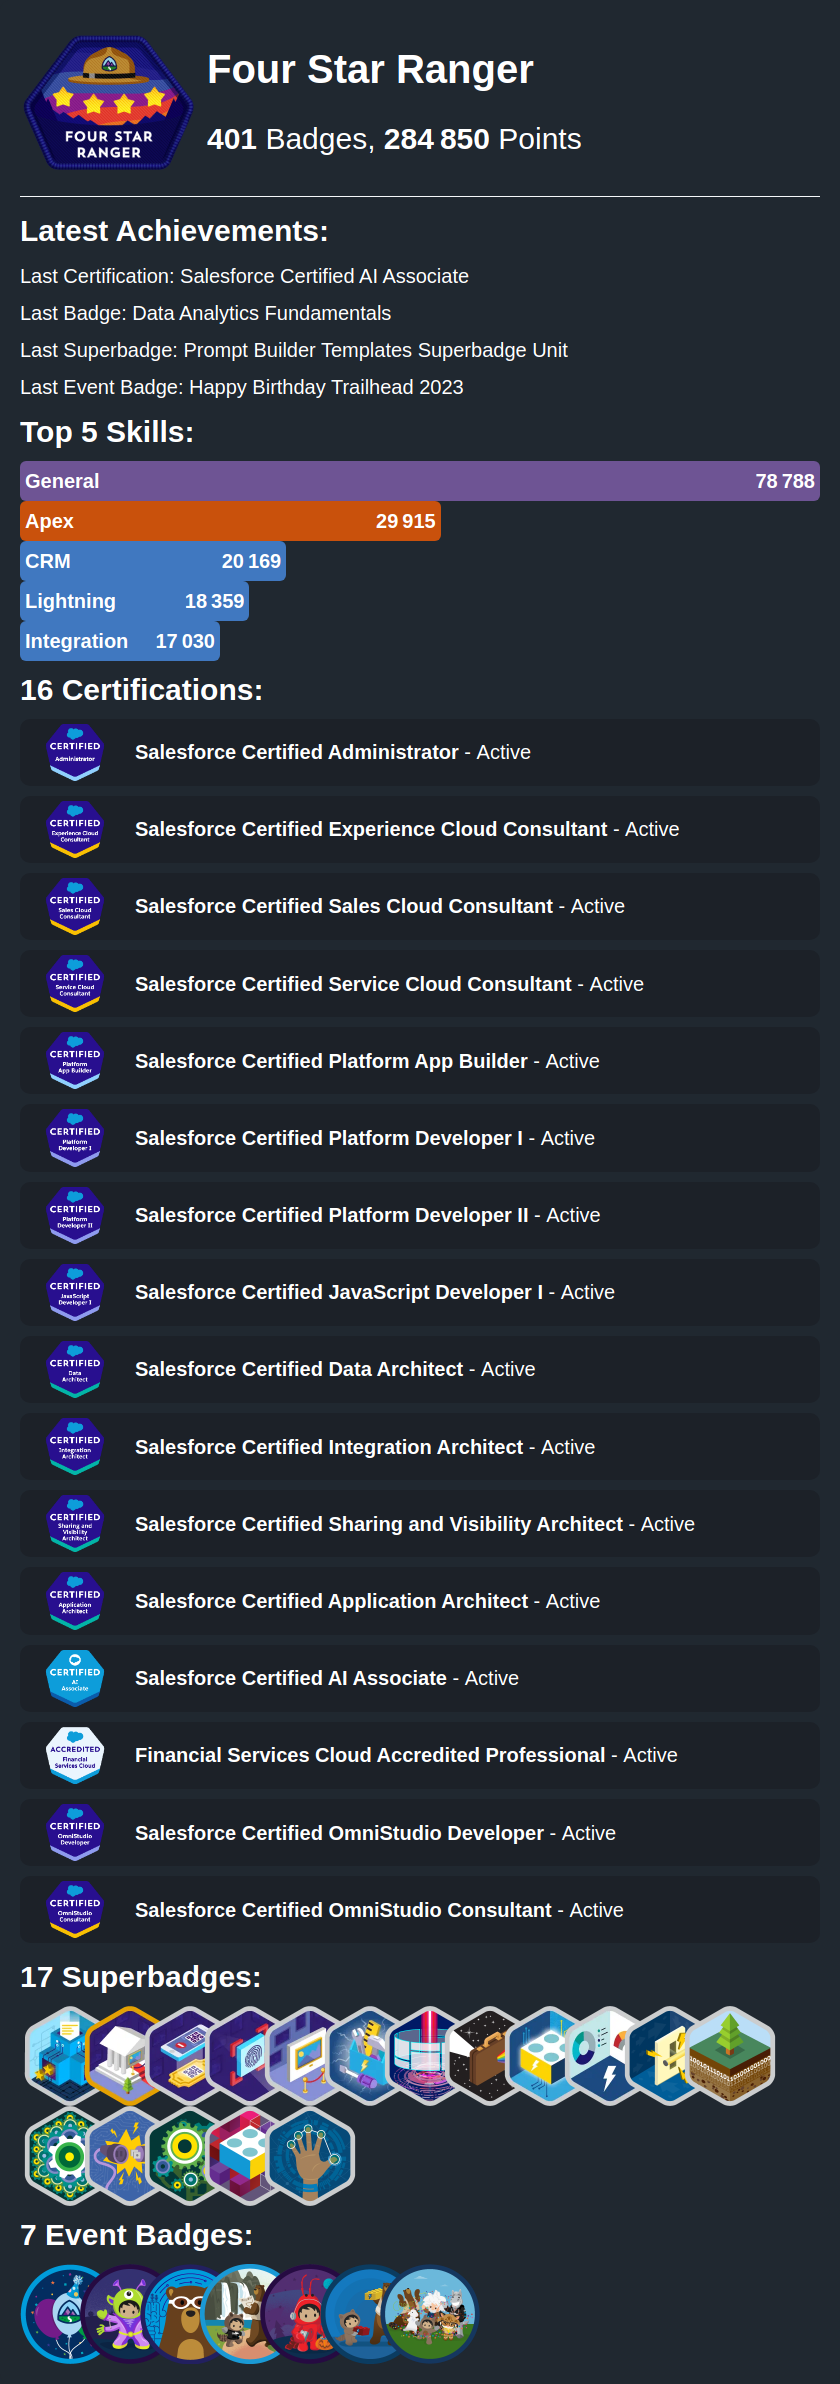 FOUR STAR
RANGER
Four Star Ranger
401 Badges, 284 850 Points
Latest Achievements:
Last Certification: Salesforce Certified AI Associate
Last Badge: Data Analytics Fundamentals
Last Superbadge: Prompt Builder Templates Superbadge Unit
Last Event Badge: Happy Birthday Trailhead 2023
Top 5 Skills:
General 78 788
Apex 29 915
CRM 20 169
Lightning 18 359
Integration 17 030
16 Certifications:
CERTIFIED
Administrator
Salesforce Certified Administrator - Active
CERTIFIED
Experience Cloud
Consultant
Salesforce Certified Experience Cloud Consultant - Active
CERTIFIED
Sales Cloud
Consultant
Salesforce Certified Sales Cloud Consultant - Active
CERTIFIED
Service Cloud
Consultant
Salesforce Certified Service Cloud Consultant - Active
CERTIFIED
Platform
App Builder
Salesforce Certified Platform App Builder - Active
CERTIFIED
Platform
Developer I
Salesforce Certified Platform Developer I - Active
CERTIFIED
Platform
Developer II
Salesforce Certified Platform Developer II - Active
CERTIFIED
JavaScript
Developer I
Salesforce Certified JavaScript Developer I - Active
CERTIFIED
Data
Architect
Salesforce Certified Data Architect - Active
CERTIFIED
Integration
Architect
Salesforce Certified Integration Architect - Active
CERTIFIED
Sharing and
Visibility
Architect
Salesforce Certified Sharing and Visibility Architect - Active
CERTIFIED
Application
Architect
Salesforce Certified Application Architect - Active
CERTIFIED
AI
Associate
Salesforce Certified AI Associate - Active
ACCREDITED
Financial
Services Cloud
Financial Services Cloud Accredited Professional - Active
CERTIFIED
OmniStudio
Developer
Salesforce Certified OmniStudio Developer - Active
CERTIFIED
OmniStudio
Consultant
Salesforce Certified OmniStudio Consultant - Active
17 Superbadges:
7 Event Badges: